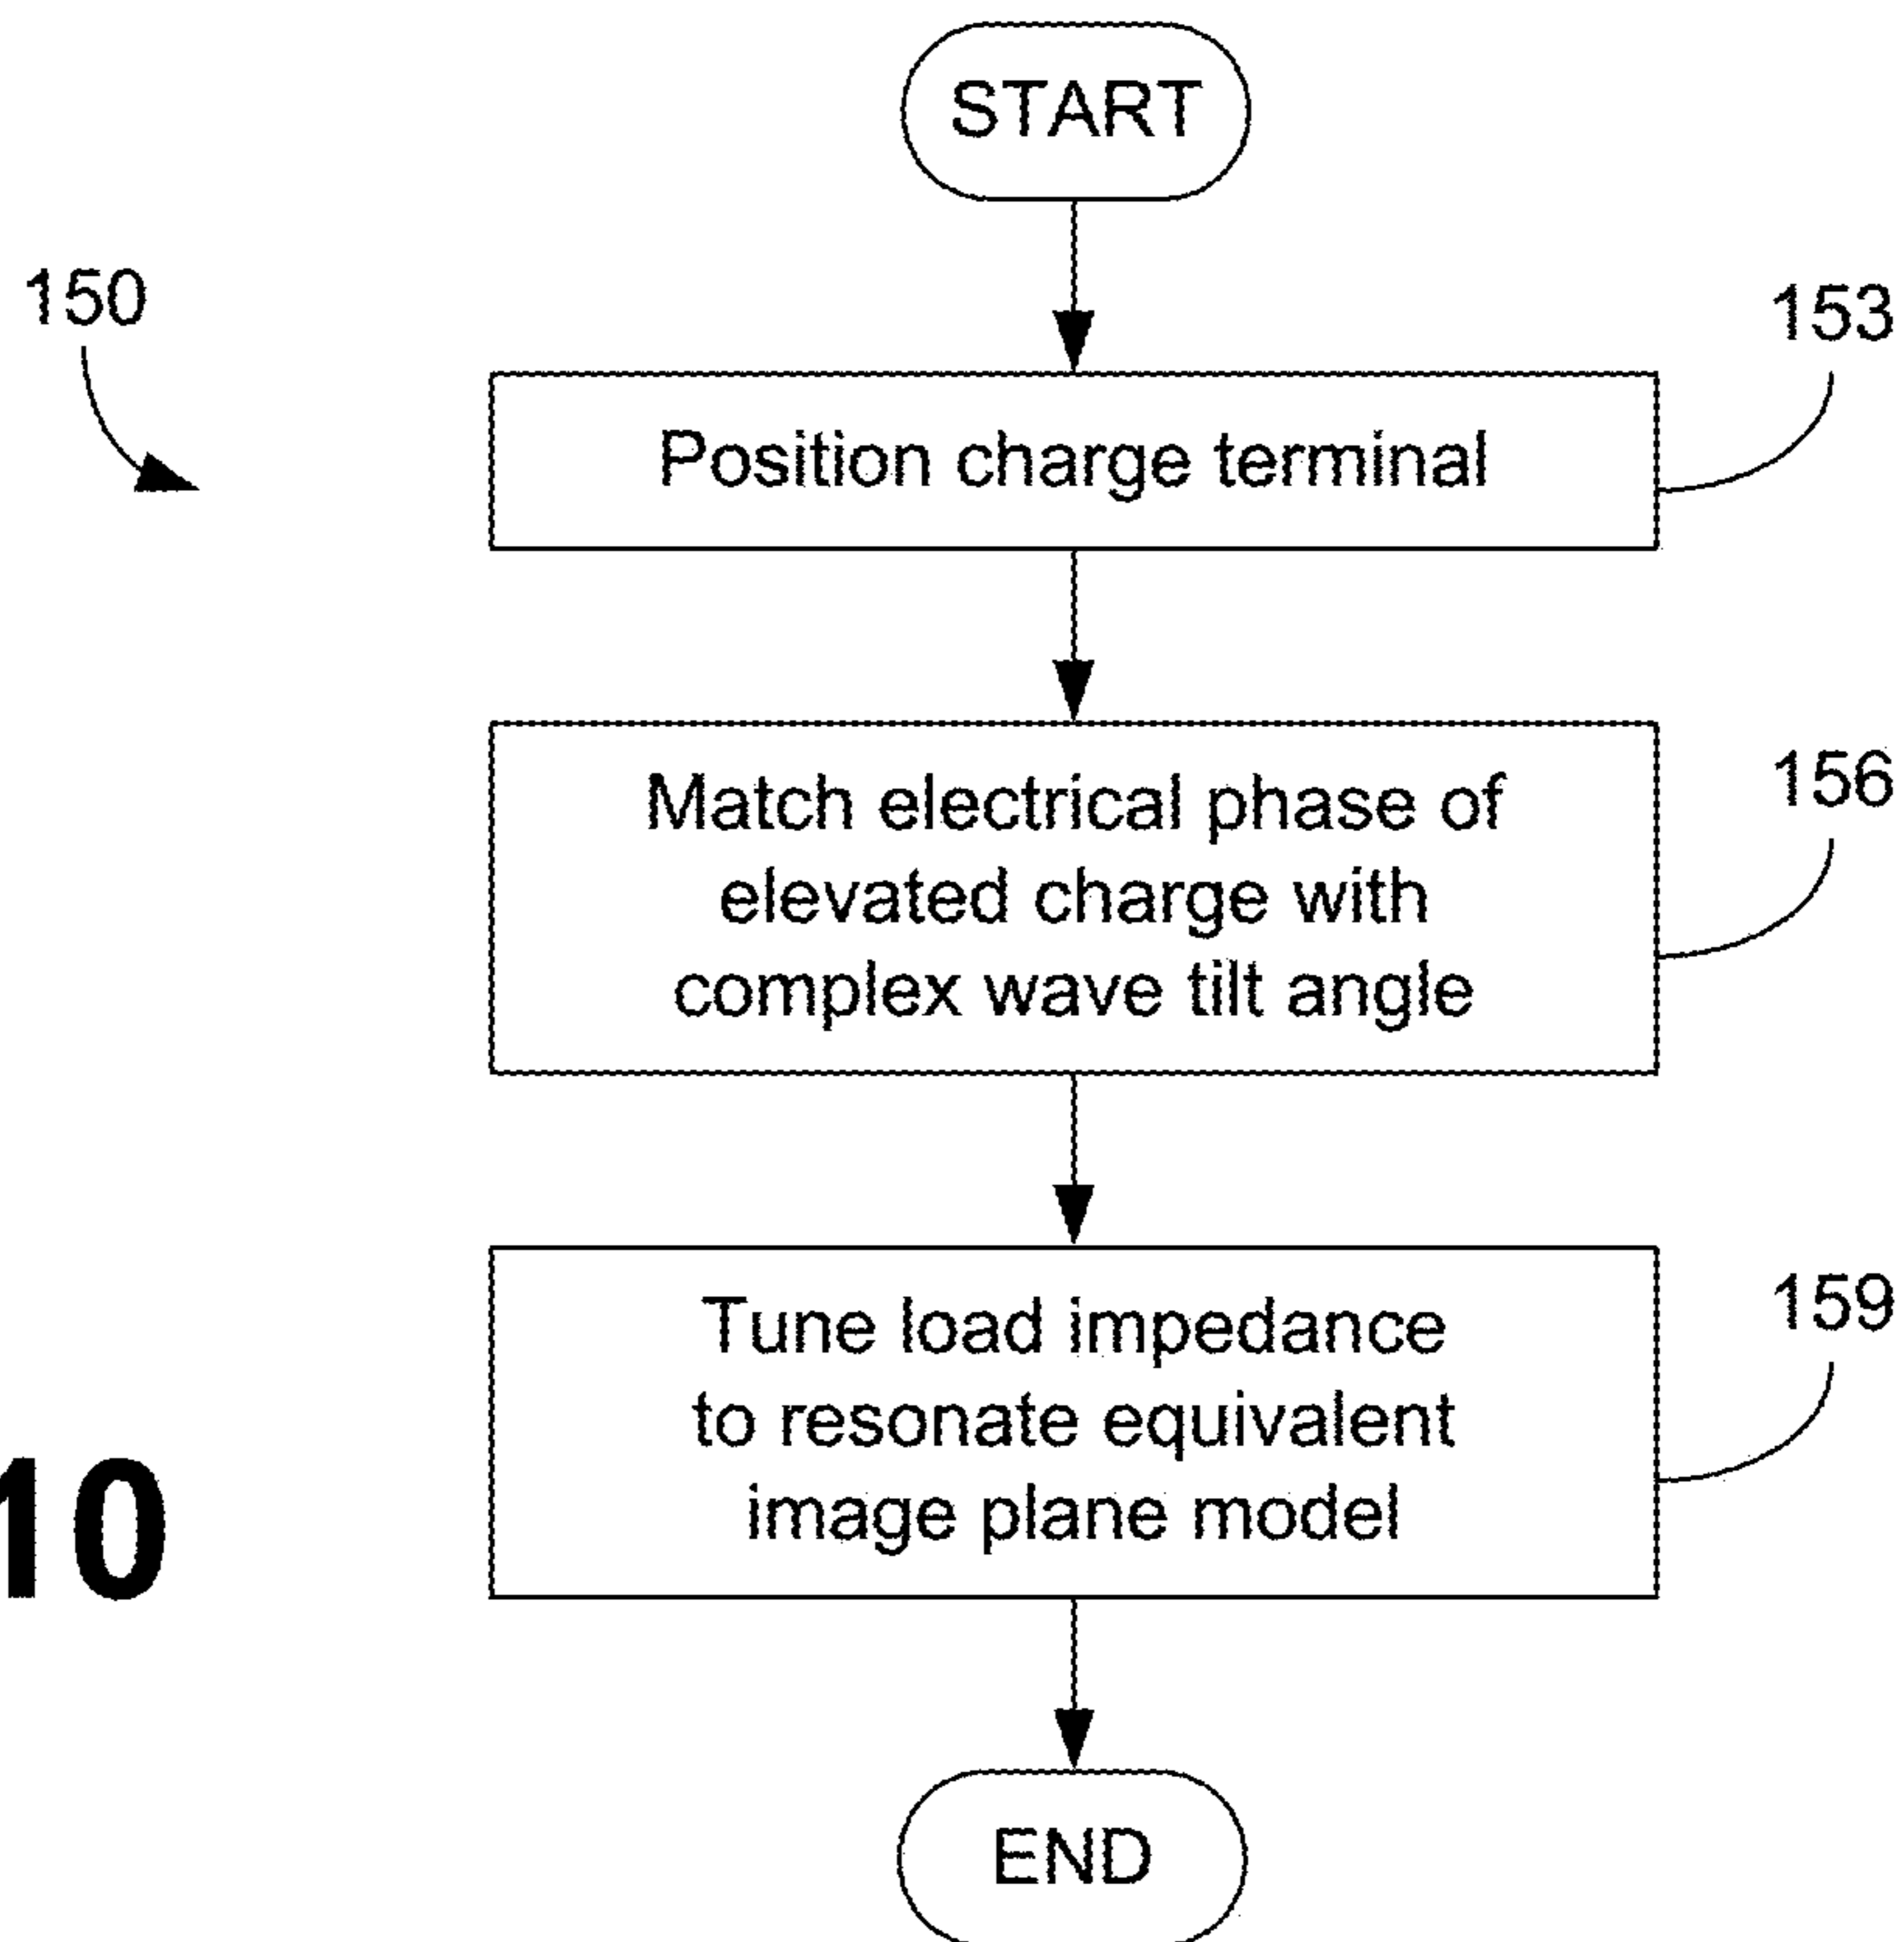 START
150
153
Position charge terminal
156
Match electrical phase of
elevated charge with
complex wave tilt angle
159
Tune load impedance
to resonate equivalent
image plane model
10
END